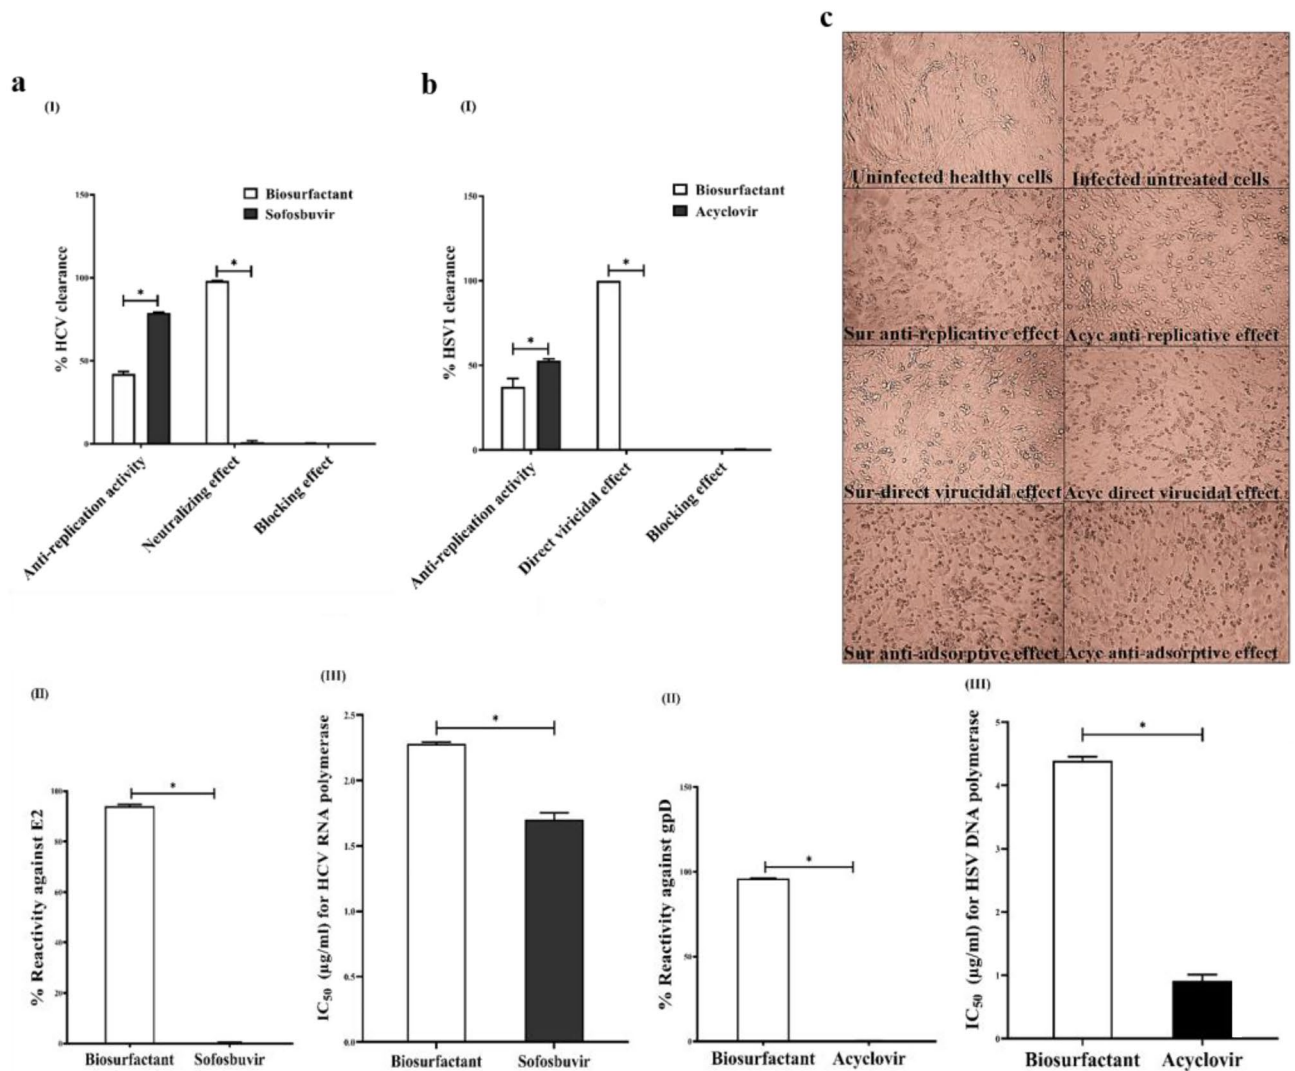 a
(I)
% HCV clearance
150
100
50
0
Biosurfactant
Sofosbuvir
*
*
Anti-replication activity
Neutralizing effect
Blocking effect
b
(I)
% HSV1 clearance
150
100
50
0
Biosurfactant
Acyclovir
*
*
Anti-replication activity
Direct viricidal effect
Blocking effect
c
Uninfected healthy cells
Infected untreated cells
Sur anti-replicative effect
Acyc anti-replicative effect
Sur-direct virucidal effect
Acyc direct virucidal effect
Sur anti-adsorptive effect
Acyc anti-adsorptive effect
(II)
% Reactivity against E2
100
80
60
40
20
0
*
Biosurfactant
Sofosbuvir
(III)
IC50 (µg/ml) for HCV RNA polymerase
2.5
2.0
1.5
1.0
0.5
0.0
*
Biosurfactant
Sofosbuvir
(II)
% Reactivity against gpD
150
100
50
0
*
Biosurfactant
Acyclovir
(III)
IC50 (µg/ml) for HSV DNA polymerase
5
4
3
2
1
0
*
Biosurfactant
Acyclovir